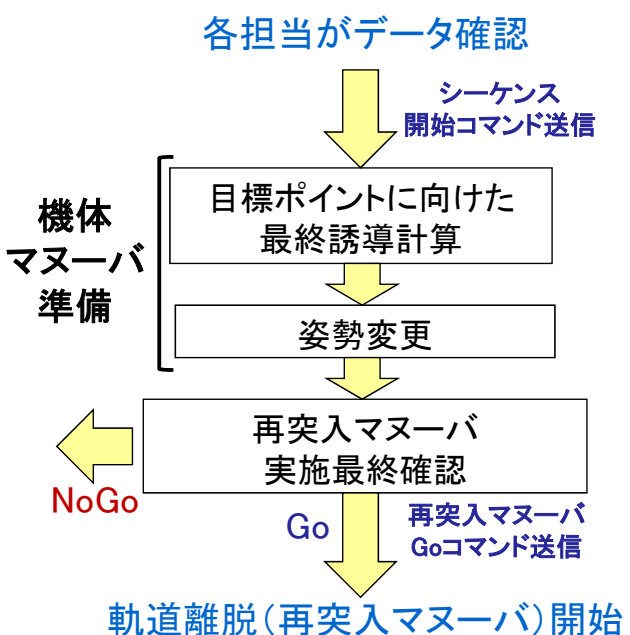 各担当がデータ確認
シーケンス
開始コマンド送信
機体
マヌーバ
準備
目標ポイントに向けた
最終誘導計算
姿勢変更
再突入マヌーバ
実施最終確認
NoGo
Go
再突入マヌーバ
Goコマンド送信
軌道離脱（再突入マヌーバ）開始